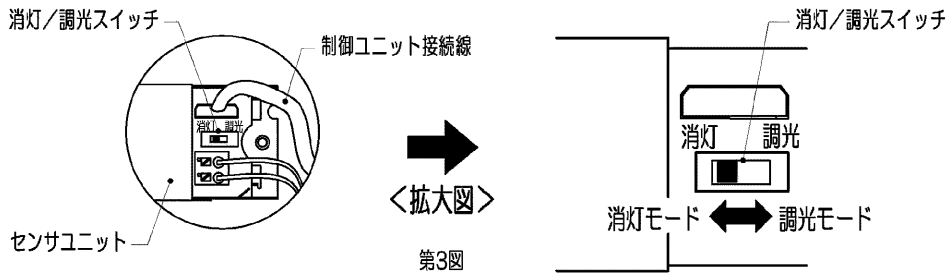 消灯／調光スイッチ
制御ユニット接続線
消灯 調光
センサユニット
＜拡大図＞
第3図
消灯／調光スイッチ
消灯 調光
消灯モード 調光モード